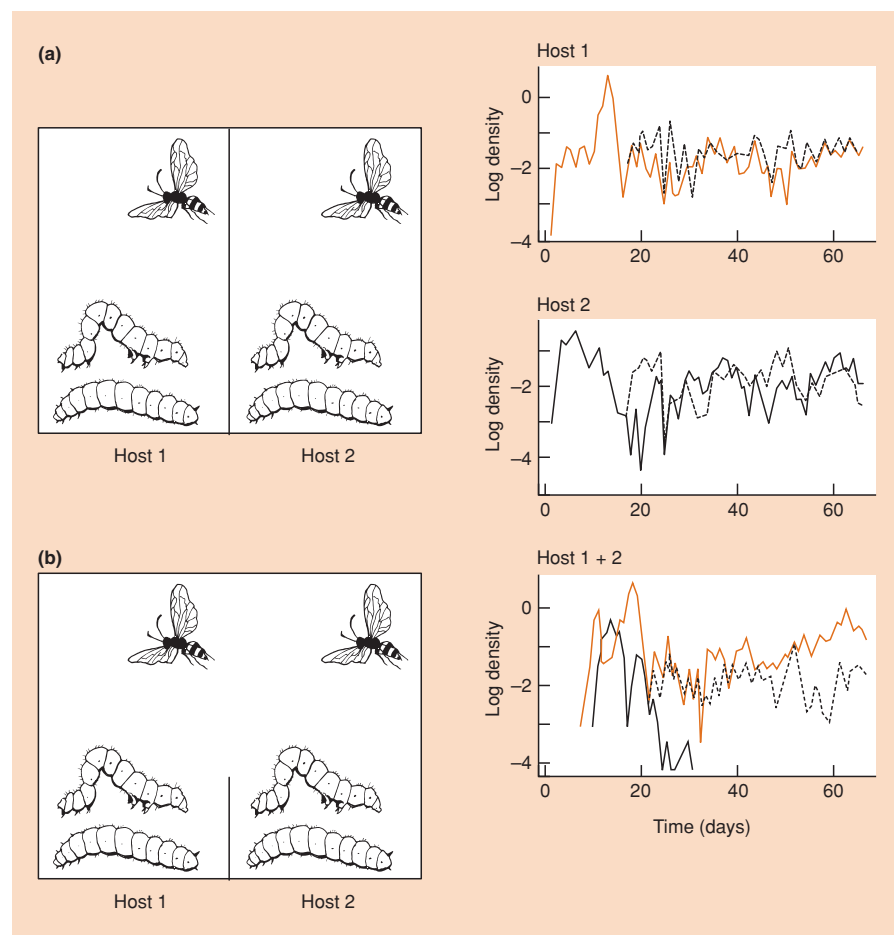 (a)
Host 1
Host 2
Host 1
Log density
0
–2
–4
0
20
40
60
Host 2
Log density
–2
–4
0
20
40
60
(b)
Host 1
Host 2
Host 1 + 2
Log density
0
–2
–4
0
20
40
60
Time (days)